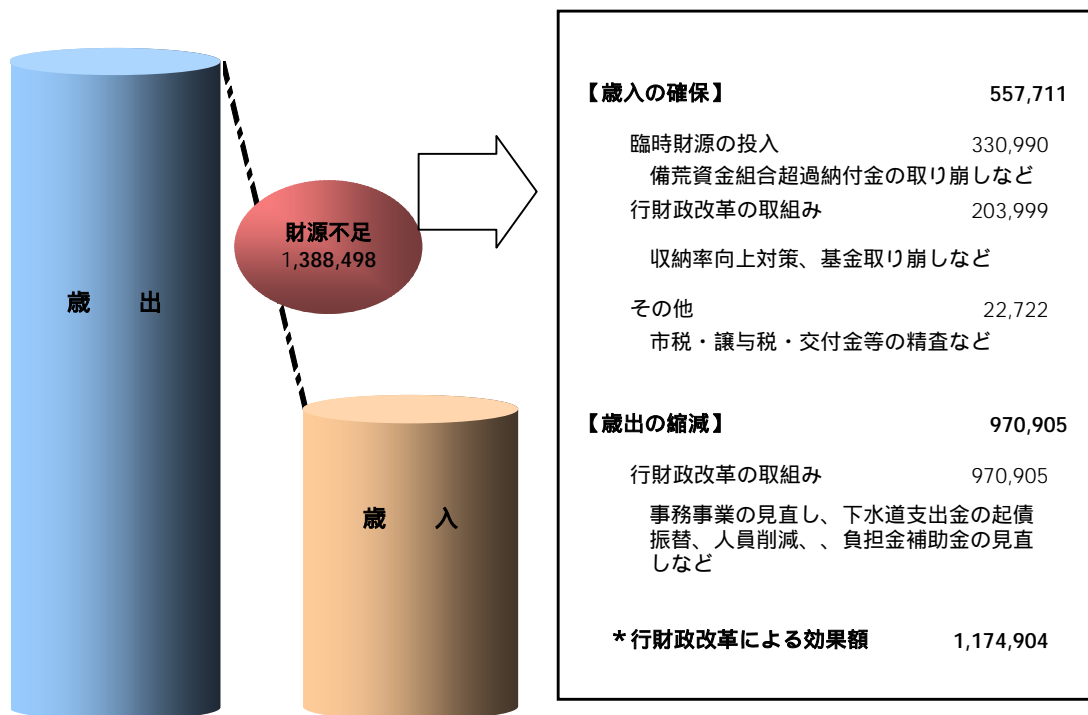 歳　出
財源不足
1,388,498
歳　入
【歳入の確保】 557,711
臨時財源の投入 330,990
備荒資金組合超過納付金の取り崩しなど
行財政改革の取組み 203,999
収納率向上対策、基金取り崩しなど
その他 22,722
市税・譲与税・交付金等の精査など
【歳出の縮減】 970,905
行財政改革の取組み 970,905
事務事業の見直し、下水道支出金の起債
振替、人員削減、、負担金補助金の見直
しなど
*行財政改革による効果額 1,174,904